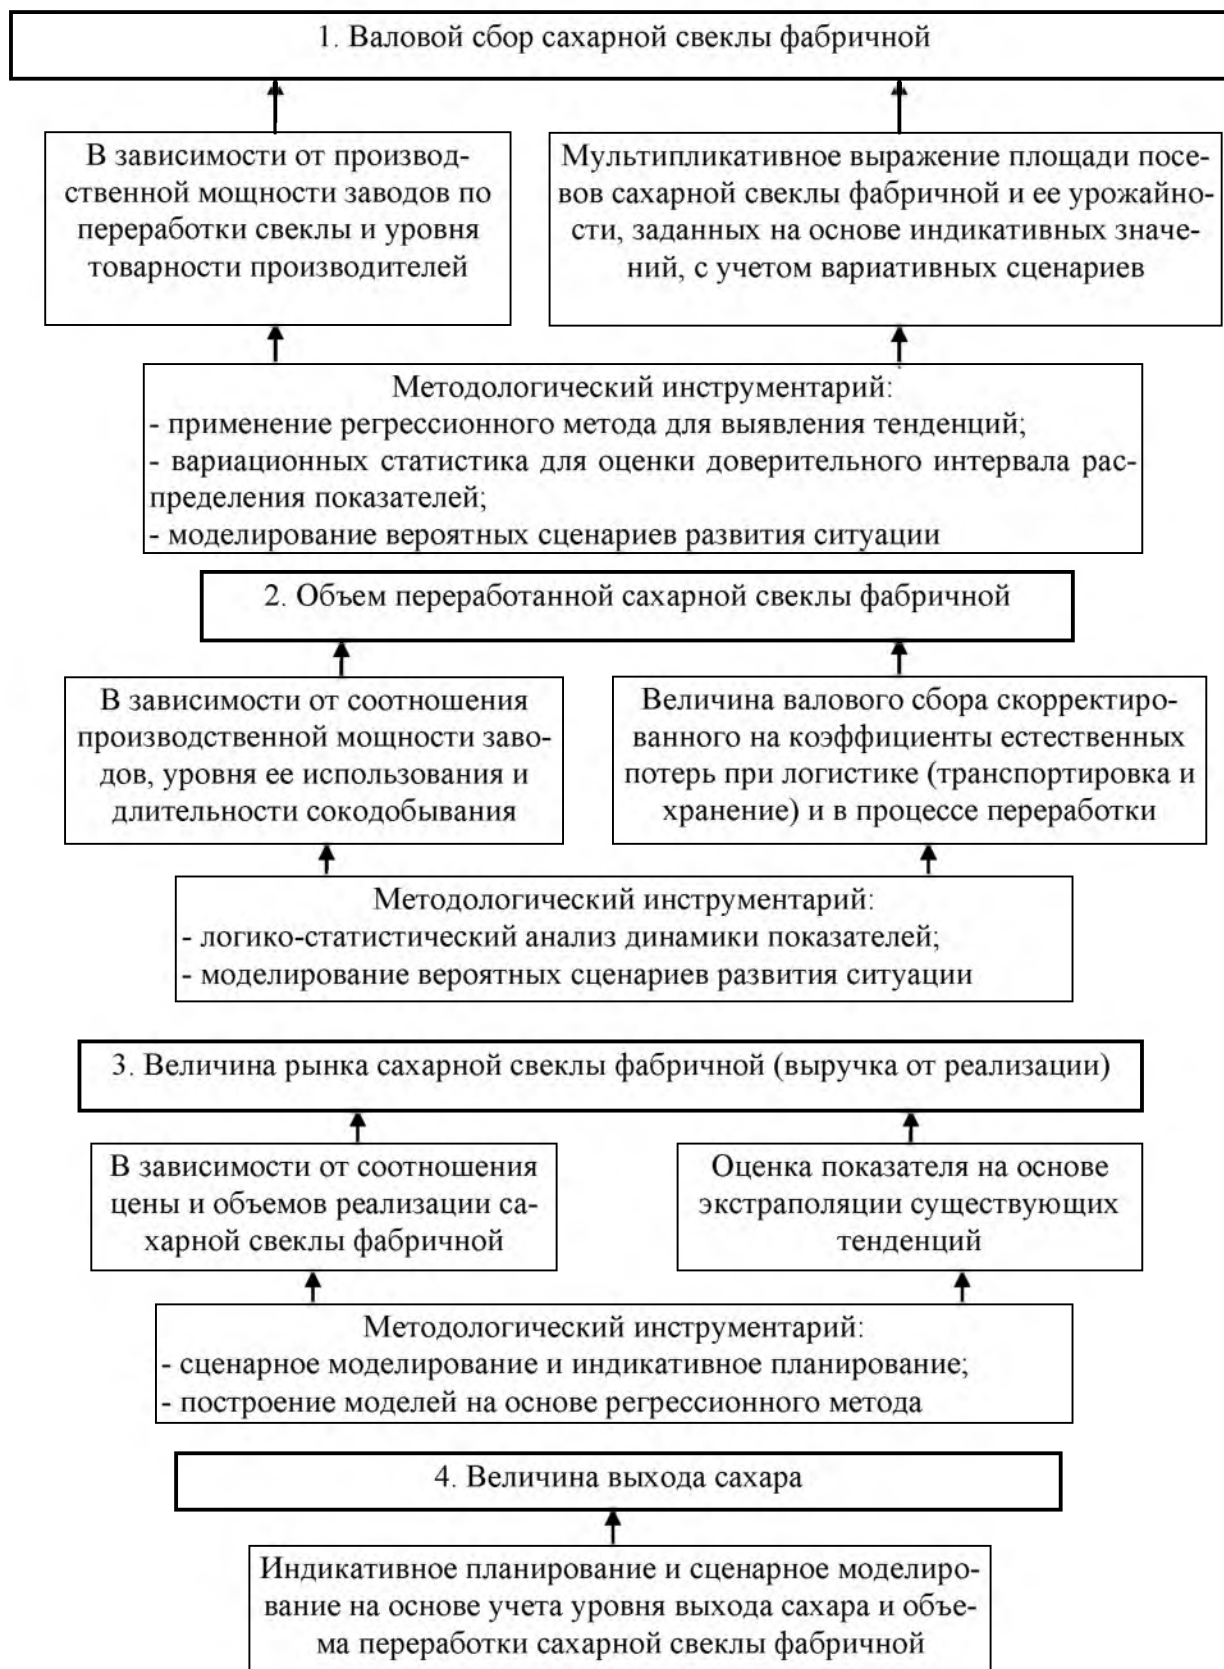 1. Валовой сбор сахарной свеклы фабричной
В зависимости от производ-
ственной мощности заводов по
переработки свеклы и уровня
товарности производителей
Мультипликативное выражение площади посе-
вов сахарной свеклы фабричной и ее урожайно-
сти, заданных на основе индикативных значе-
ний, с учетом вариативных сценариев
Методологический инструментарий:
- применение регрессионного метода для выявления тенденций;
- вариационных статистика для оценки доверительного интервала рас-
пределения показателей;
- моделирование вероятных сценариев развития ситуации
2. Объем переработанной сахарной свеклы фабричной
В зависимости от соотношения
производственной мощности заво-
дов, уровня ее использования и
длительности сокодобывания
Величина валового сбора скорректиро-
ванного на коэффициенты естественных
потерь при логистике (транспортировка и
хранение) и в процессе переработки
Методологический инструментарий:
- логико-статистический анализ динамики показателей;
- моделирование вероятных сценариев развития ситуации
3. Величина рынка сахарной свеклы фабричной (выручка от реализации)
В зависимости от соотношения
цены и объемов реализации са-
харной свеклы фабричной
Оценка показателя на основе
экстраполяции существующих
тенденций
Методологический инструментарий:
- сценарное моделирование и индикативное планирование;
- построение моделей на основе регрессионного метода
4. Величина выхода сахара
Индикативное планирование и сценарное моделиро-
вание на основе учета уровня выхода сахара и объе-
ма переработки сахарной свеклы фабричной